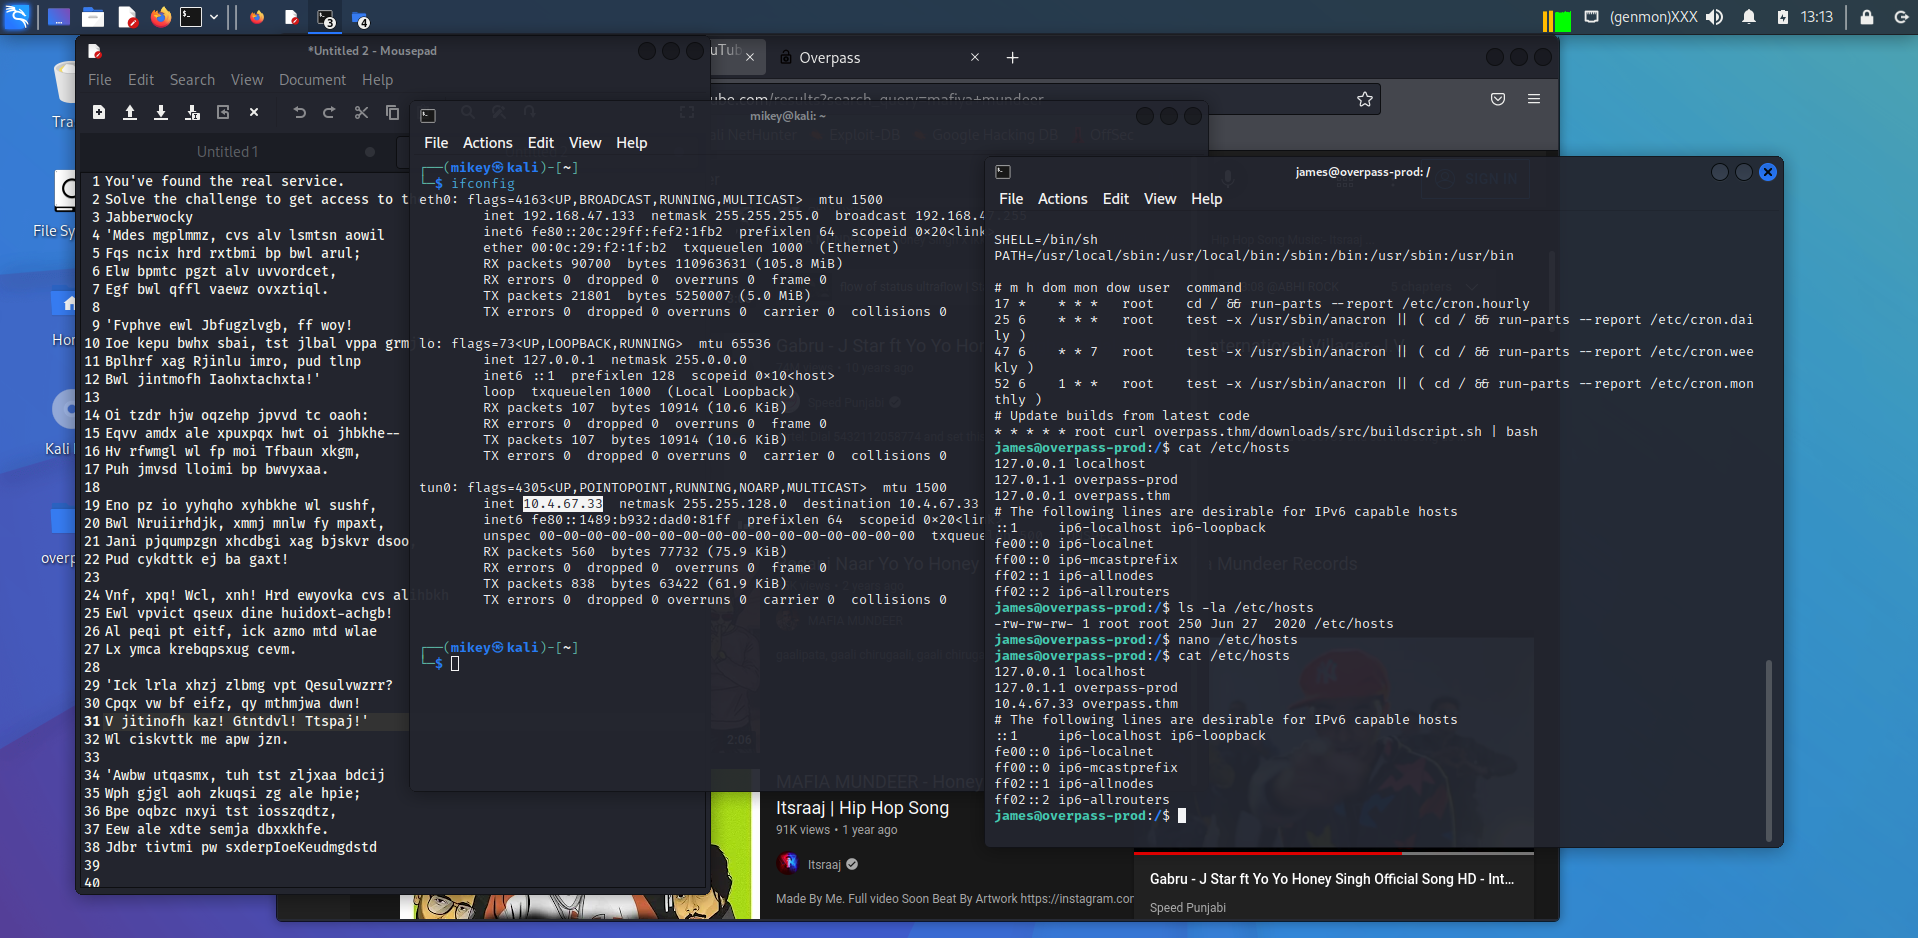 (genmon)XXX 13:13
3
4
*Untitled 2 - Mousepad
File Edit Search View Document Help
Untitled 1
1 You've found the real service.
2 Solve the challenge to get access to t
3 Jabberwocky
4 'Mdes mgplmmz, cvs alv lsmtsn aowil
5 Fqs ncix hrd rxtbmi bp bwl arul;
6 Elw bpmtc pgzt alv uvvordcet,
7 Egf bwl qffl vaewz ovxztiql.
8
9 'Fvphve ewl Jbfugzlvgb, ff woy!
10 Ioe kepu bwhx sbai, tst jlbal vppa grm
11 Bplhrf xag Rjinlu imro, pud tlnp
12 Bwl jintmofh Iaohxtachxta!'
13
14 Oi tzdr hjw oqzehp jpvvd tc oaoh:
15 Eqvv amdx ale xpuxpqx hwt oi jhbkhe--
16 Hv rfwmgl wl fp moi Tfbaun xkgm,
17 Puh jmvsd lloimi bp bwvyxaa.
18
19 Eno pz io yyhqho xyhbkhe wl sushf,
20 Bwl Nruiirhdjk, xmmj mnlw fy mpaxt,
21 Jani pjqumpzgn xhcdbgi xag bjskvr dsoo,
22 Pud cykdttk ej ba gaxt!
23
24 Vnf, xpq! Wcl, xnh! Hrd ewyovka cvs alihbkh
25 Ewl vpvict qseux dine huidoxt-achgb!
26 Al peqi pt eitf, ick azmo mtd wlae
27 Lx ymca krebqpsxug cevm.
28
29 'Ick lrla xhzj zlbmg vpt Qesulvwzrr?
30 Cpqx vw bf eifz, qy mthmjwa dwn!
31 V jitinofh kaz! Gtntdvl! Ttspaj!'
32 Wl ciskvttk me apw jzn.
33
34 'Awbw utqasmx, tuh tst zljxaa bdcij
35 Wph gjgl aoh zkuqsi zg ale hpie;
36 Bpe oqbzc nxyi tst iosszqdtz,
37 Eew ale xdte semja dbxxkhfe.
38 Jdbr tivtmi pw sxderpIoeKeudmgdstd
39
40
uTub Overpass
ube.com/results?search_query=mafiya+mundeer
NetHunter Exploit-DB Google Hacking DB OffSec
SIGN IN
mikey@kali: ~
File Actions Edit View Help
(mikey㉿kali)-[~]
$ ifconfig
eth0: flags=4163<UP,BROADCAST,RUNNING,MULTICAST> mtu 1500
inet 192.168.47.133 netmask 255.255.255.0 broadcast 192.168.47.255
inet6 fe80::20c:29ff:fef2:1fb2 prefixlen 64 scopeid 0×20<link
ether 00:0c:29:f2:1f:b2 txqueuelen 1000 (Ethernet)
RX packets 90700 bytes 110963631 (105.8 MiB)
RX errors 0 dropped 0 overruns 0 frame 0
TX packets 21801 bytes 5250007 (5.0 MiB)
TX errors 0 dropped 0 overruns 0 carrier 0 collisions 0
lo: flags=73<UP,LOOPBACK,RUNNING> mtu 65536
inet 127.0.0.1 netmask 255.0.0.0
inet6 ::1 prefixlen 128 scopeid 0×10<host>
loop txqueuelen 1000 (Local Loopback)
RX packets 107 bytes 10914 (10.6 KiB)
RX errors 0 dropped 0 overruns 0 frame 0
TX packets 107 bytes 10914 (10.6 KiB)
TX errors 0 dropped 0 overruns 0 carrier 0 collisions 0
tun0: flags=4305<UP,POINTOPOINT,RUNNING,NOARP,MULTICAST> mtu 1500
inet 10.4.67.33 netmask 255.255.128.0 destination 10.4.67.33
inet6 fe80::1489:b932:dad0:81ff prefixlen 64 scopeid 0×20<lin
unspec 00-00-00-00-00-00-00-00-00-00-00-00-00-00-00-00 txqueu
RX packets 560 bytes 77732 (75.9 KiB)
RX errors 0 dropped 0 overruns 0 frame 0
TX packets 838 bytes 63422 (61.9 KiB)
TX errors 0 dropped 0 overruns 0 carrier 0 collisions 0
(mikey㉿kali)-[~]
$
james@overpass-prod: /
File Actions Edit View Help
SHELL=/bin/sh
PATH=/usr/local/sbin:/usr/local/bin:/sbin:/bin:/usr/sbin:/usr/bin
# m h dom mon dow user command
17 * * * * root cd / && run-parts --report /etc/cron.hourly
25 6 * * * root test -x /usr/sbin/anacron || ( cd / && run-parts --report /etc/cron.dai
ly )
47 6 * * 7 root test -x /usr/sbin/anacron || ( cd / && run-parts --report /etc/cron.wee
kly )
52 6 1 * * root test -x /usr/sbin/anacron || ( cd / && run-parts --report /etc/cron.mon
thly )
# Update builds from latest code
* * * * * root curl overpass.thm/downloads/src/buildscript.sh | bash
james@overpass-prod:/$ cat /etc/hosts
127.0.0.1 localhost
127.0.1.1 overpass-prod
127.0.0.1 overpass.thm
# The following lines are desirable for IPv6 capable hosts
::1 ip6-localhost ip6-loopback
fe00::0 ip6-localnet
ff00::0 ip6-mcastprefix
ff02::1 ip6-allnodes
ff02::2 ip6-allrouters
james@overpass-prod:/$ ls -la /etc/hosts
-rw-rw-rw- 1 root root 250 Jun 27 2020 /etc/hosts
james@overpass-prod:/$ nano /etc/hosts
james@overpass-prod:/$ cat /etc/hosts
127.0.0.1 localhost
127.0.1.1 overpass-prod
10.4.67.33 overpass.thm
# The following lines are desirable for IPv6 capable hosts
::1 ip6-localhost ip6-loopback
fe00::0 ip6-localnet
ff00::0 ip6-mcastprefix
ff02::1 ip6-allnodes
ff02::2 ip6-allrouters
james@overpass-prod:/$
Gabru - J Star ft Yo Yo Honey
Speed Punjabi
Naar Yo Yo Honey
MAFIA MUNDEER
Mundeer Records
2:06
MAFIA MUNDEER - Honey
Itsraaj | Hip Hop Song
91K views • 1 year ago
Itsraaj
Made By Me. Full video Soon Beat By Artwork https://instagram.com
Gabru - J Star ft Yo Yo Honey Singh Official Song HD - Int...
Speed Punjabi
Tra
File Sy
Hor
Kali
overp